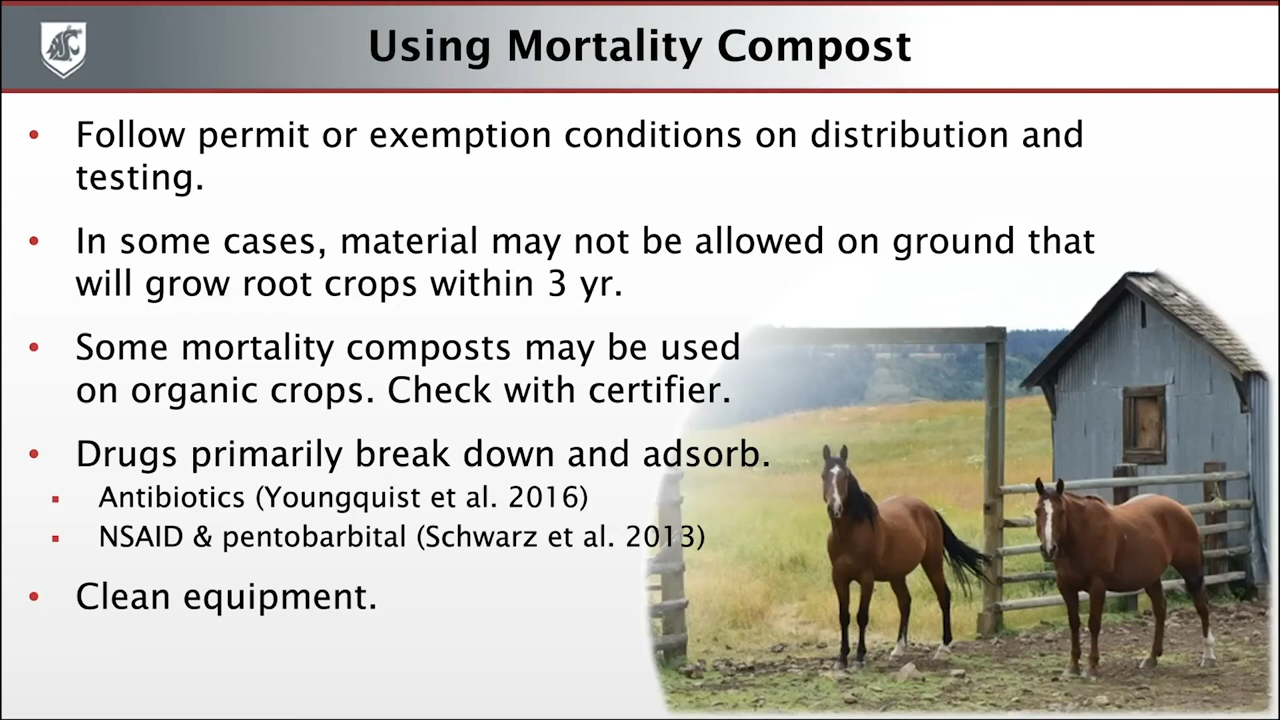 Using Mortality Compost
• Follow permit or exemption conditions on distribution and
testing.
• In some cases, material may not be allowed on ground that
will grow root crops within 3 yr.
• Some mortality composts may be used
on organic crops. Check with certifier.
• Drugs primarily break down and adsorb.
▪ Antibiotics (Youngquist et al. 2016)
▪ NSAID & pentobarbital (Schwarz et al. 2013)
• Clean equipment.